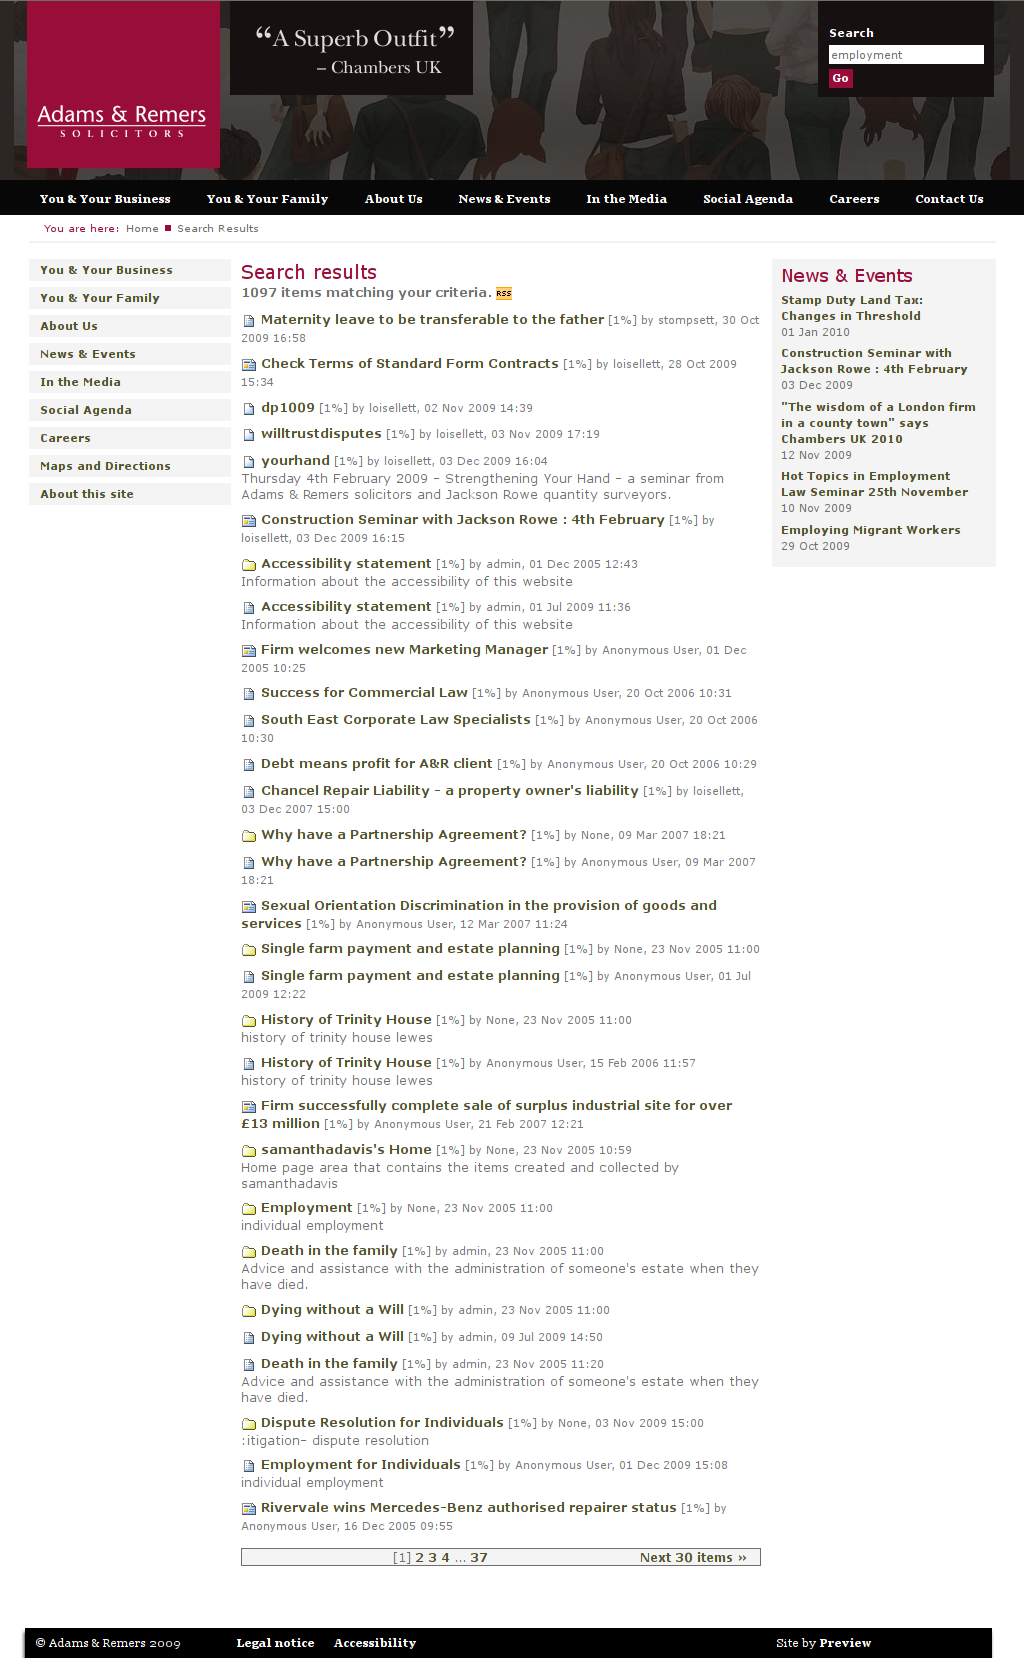 Adams & Remers
SOLICITORS
“A Superb Outfit”
– Chambers UK
Search
employment
Go
You & Your Business You & Your Family About Us News & Events In the Media Social Agenda Careers Contact Us
You are here: Home Search Results
You & Your Business
You & Your Family
About Us
News & Events
In the Media
Social Agenda
Careers
Maps and Directions
About this site
Search results
1097 items matching your criteria. RSS
Maternity leave to be transferable to the father [1%] by stompsett, 30 Oct
2009 16:58
Check Terms of Standard Form Contracts [1%] by loisellett, 28 Oct 2009
15:34
dp1009 [1%] by loisellett, 02 Nov 2009 14:39
willtrustdisputes [1%] by loisellett, 03 Nov 2009 17:19
yourhand [1%] by loisellett, 03 Dec 2009 16:04
Thursday 4th February 2009 - Strengthening Your Hand - a seminar from
Adams & Remers solicitors and Jackson Rowe quantity surveyors.
Construction Seminar with Jackson Rowe : 4th February [1%] by
loisellett, 03 Dec 2009 16:15
Accessibility statement [1%] by admin, 01 Dec 2005 12:43
Information about the accessibility of this website
Accessibility statement [1%] by admin, 01 Jul 2009 11:36
Information about the accessibility of this website
Firm welcomes new Marketing Manager [1%] by Anonymous User, 01 Dec
2005 10:25
Success for Commercial Law [1%] by Anonymous User, 20 Oct 2006 10:31
South East Corporate Law Specialists [1%] by Anonymous User, 20 Oct 2006
10:30
Debt means profit for A&R client [1%] by Anonymous User, 20 Oct 2006 10:29
Chancel Repair Liability - a property owner's liability [1%] by loisellett,
03 Dec 2007 15:00
Why have a Partnership Agreement? [1%] by None, 09 Mar 2007 18:21
Why have a Partnership Agreement? [1%] by Anonymous User, 09 Mar 2007
18:21
Sexual Orientation Discrimination in the provision of goods and
services [1%] by Anonymous User, 12 Mar 2007 11:24
Single farm payment and estate planning [1%] by None, 23 Nov 2005 11:00
Single farm payment and estate planning [1%] by Anonymous User, 01 Jul
2009 12:22
History of Trinity House [1%] by None, 23 Nov 2005 11:00
history of trinity house lewes
History of Trinity House [1%] by Anonymous User, 15 Feb 2006 11:57
history of trinity house lewes
Firm successfully complete sale of surplus industrial site for over
£13 million [1%] by Anonymous User, 21 Feb 2007 12:21
samanthadavis's Home [1%] by None, 23 Nov 2005 10:59
Home page area that contains the items created and collected by
samanthadavis
Employment [1%] by None, 23 Nov 2005 11:00
individual employment
Death in the family [1%] by admin, 23 Nov 2005 11:00
Advice and assistance with the administration of someone's estate when they
have died.
Dying without a Will [1%] by admin, 23 Nov 2005 11:00
Dying without a Will [1%] by admin, 09 Jul 2009 14:50
Death in the family [1%] by admin, 23 Nov 2005 11:20
Advice and assistance with the administration of someone's estate when they
have died.
Dispute Resolution for Individuals [1%] by None, 03 Nov 2009 15:00
:itigation- dispute resolution
Employment for Individuals [1%] by Anonymous User, 01 Dec 2009 15:08
individual employment
Rivervale wins Mercedes-Benz authorised repairer status [1%] by
Anonymous User, 16 Dec 2005 09:55
[1] 2 3 4 ... 37 Next 30 items »
News & Events
Stamp Duty Land Tax:
Changes in Threshold
01 Jan 2010
Construction Seminar with
Jackson Rowe : 4th February
03 Dec 2009
"The wisdom of a London firm
in a county town" says
Chambers UK 2010
12 Nov 2009
Hot Topics in Employment
Law Seminar 25th November
10 Nov 2009
Employing Migrant Workers
29 Oct 2009
© Adams & Remers 2009 Legal notice Accessibility Site by Preview